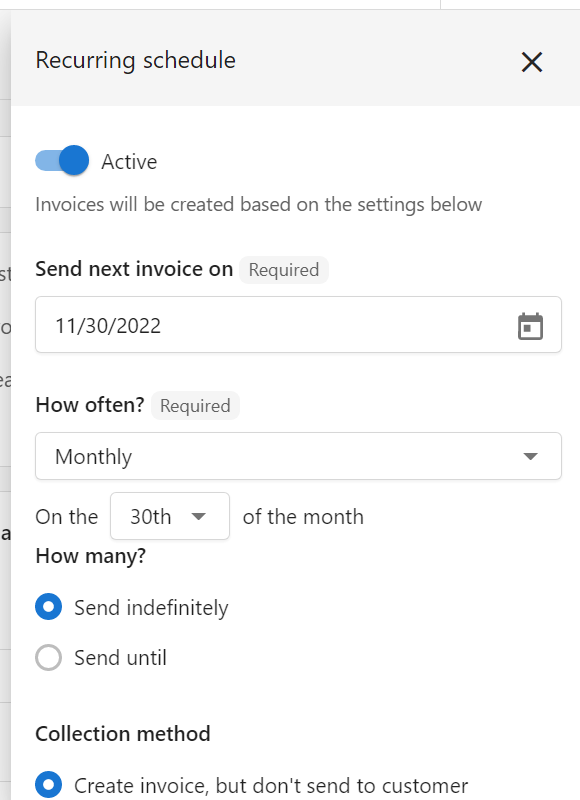 Recurring schedule
Active
Invoices will be created based on the settings below
Send next invoice on Required
11/30/2022
How often? Required
Monthly
On the 30th of the month
How many?
Send indefinitely
Send until
Collection method
Create invoice, but don't send to customer